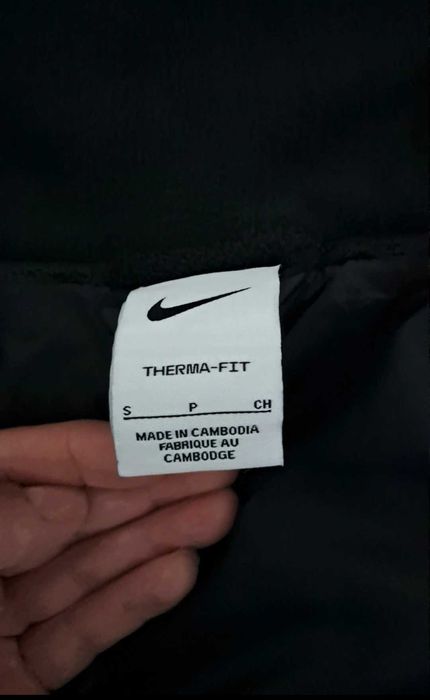 THERMA-FIT
S P CH
MADE IN CAMBODIA
FABRIQUE AU
CAMBODGE